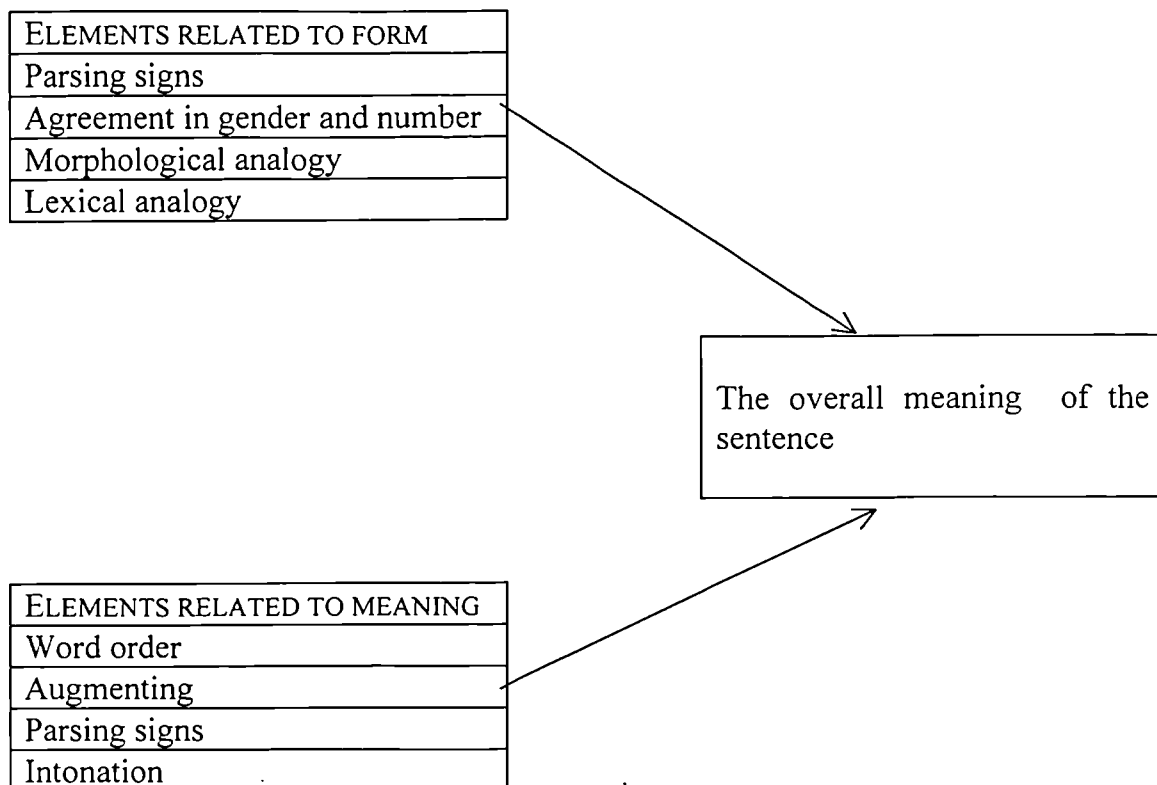 ELEMENTS RELATED TO FORM
Parsing signs
Agreement in gender and number
Morphological analogy
Lexical analogy
The overall meaning of the
sentence
ELEMENTS RELATED TO MEANING
Word order
Augmenting
Parsing signs
Intonation